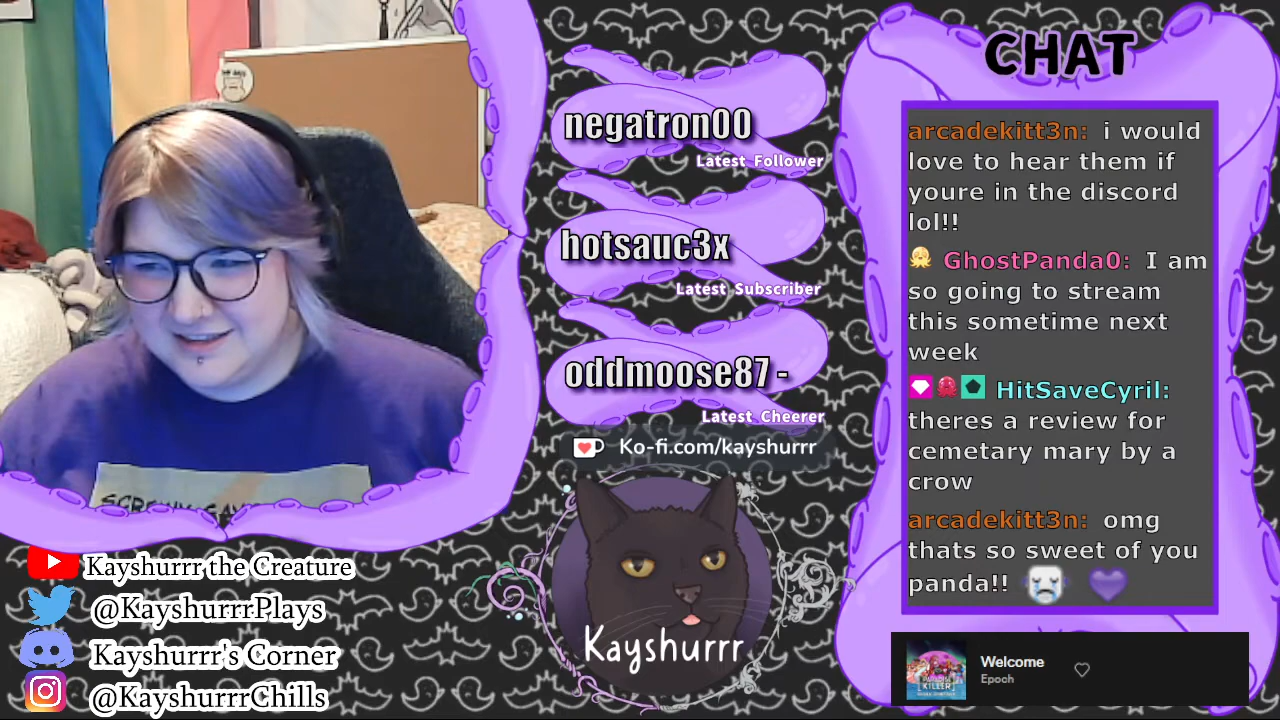 negatron00
Latest Follower
hotsauc3x
Latest Subscriber
oddmoose87 -
Latest Cheerer
Ko-fi.com/kayshurrr
Kayshurrr
Kayshurrr the Creature
@KayshurrrPlays
Kayshurrr's Corner
@KayshurrrChills
CHAT
arcadekitt3n: i would
love to hear them if
youre in the discord
lol!!
GhostPanda0: I am
so going to stream
this sometime next
week
HitSaveCyril:
theres a review for
cemetary mary by a
crow
arcadekitt3n: omg
thats so sweet of you
panda!!
PARADISE
KILLER
Welcome
Epoch